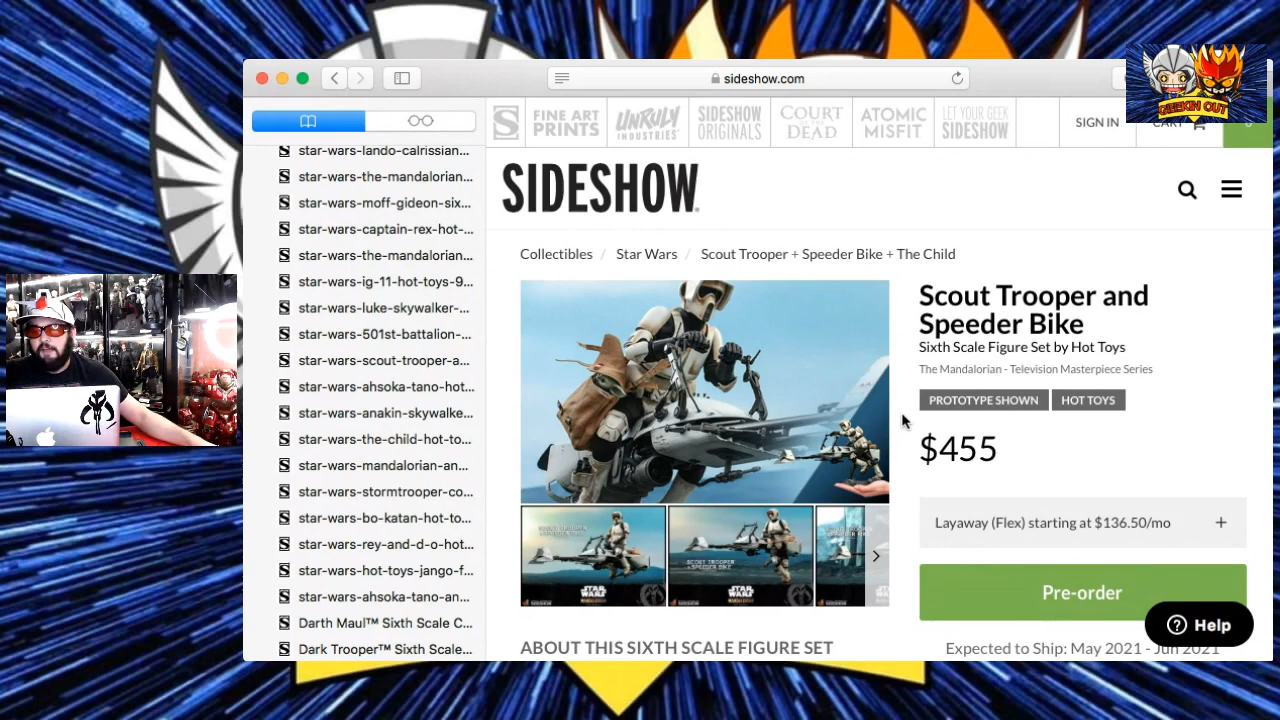 sideshow.com
FINE ART
PRINTS
UNRULY
INDUSTRIES
SIDESHOW
ORIGINALS
COURT
OF THE
DEAD
ATOMIC
MISFIT
LET YOUR GEEK
SIDESHOW
SIGN IN
CART
GEEKIN OUT
SIDESHOW
star-wars-lando-calrissian...
star-wars-the-mandalorian...
star-wars-moff-gideon-six...
star-wars-captain-rex-hot-...
star-wars-the-mandalorian...
star-wars-ig-11-hot-toys-9...
star-wars-luke-skywalker-...
star-wars-501st-battalion-...
star-wars-scout-trooper-a...
star-wars-ahsoka-tano-hot...
star-wars-anakin-skywalke...
star-wars-the-child-hot-to...
star-wars-mandalorian-an...
star-wars-stormtrooper-co...
star-wars-bo-katan-hot-to...
star-wars-rey-and-d-o-hot...
star-wars-hot-toys-jango-f...
star-wars-ahsoka-tano-an...
Darth Maul™ Sixth Scale C...
Dark Trooper™ Sixth Scale...
Collectibles / Star Wars / Scout Trooper + Speeder Bike + The Child
Scout Trooper and
Speeder Bike
Sixth Scale Figure Set by Hot Toys
The Mandalorian - Television Masterpiece Series
PROTOTYPE SHOWN
HOT TOYS
$455
Layaway (Flex) starting at $136.50/mo +
Pre-order
Help
Expected to Ship: May 2021 - Jun 2021
SCOUT TROOPER
+SPEEDER BIKE
STAR WARS
STAR WARS
ABOUT THIS SIXTH SCALE FIGURE SET